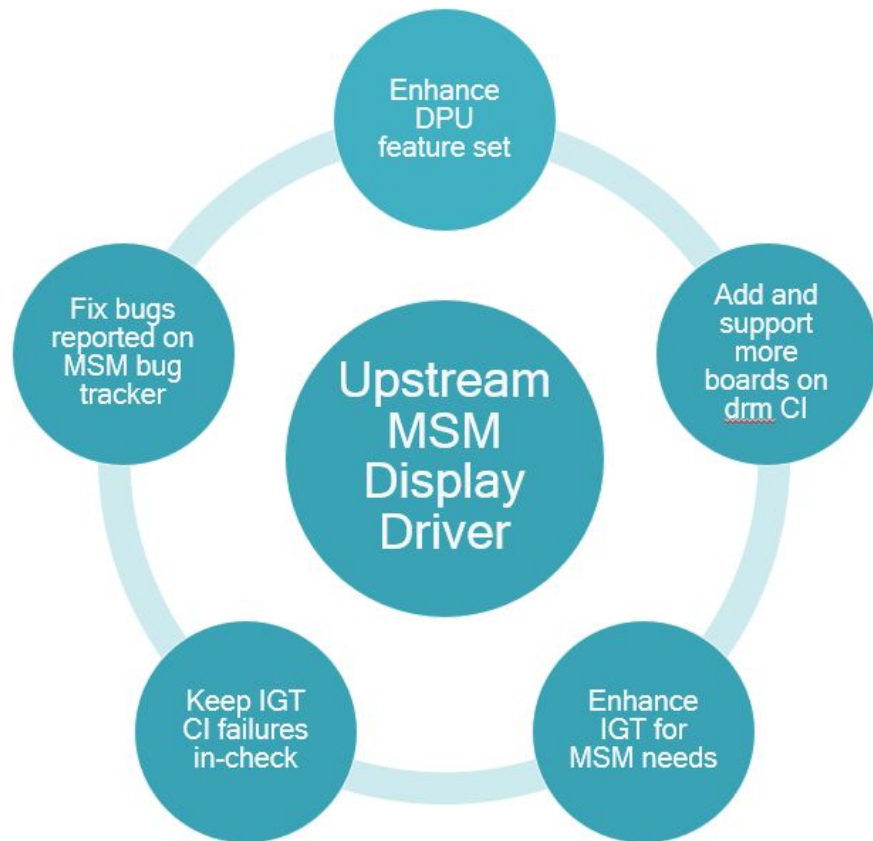 Enhance
DPU
feature set
Add and
support
more
boards on
drm CI
Enhance
IGT for
MSM needs
Keep IGT
CI failures
in-check
Fix bugs
reported on
MSM bug
tracker
Upstream
MSM
Display
Driver